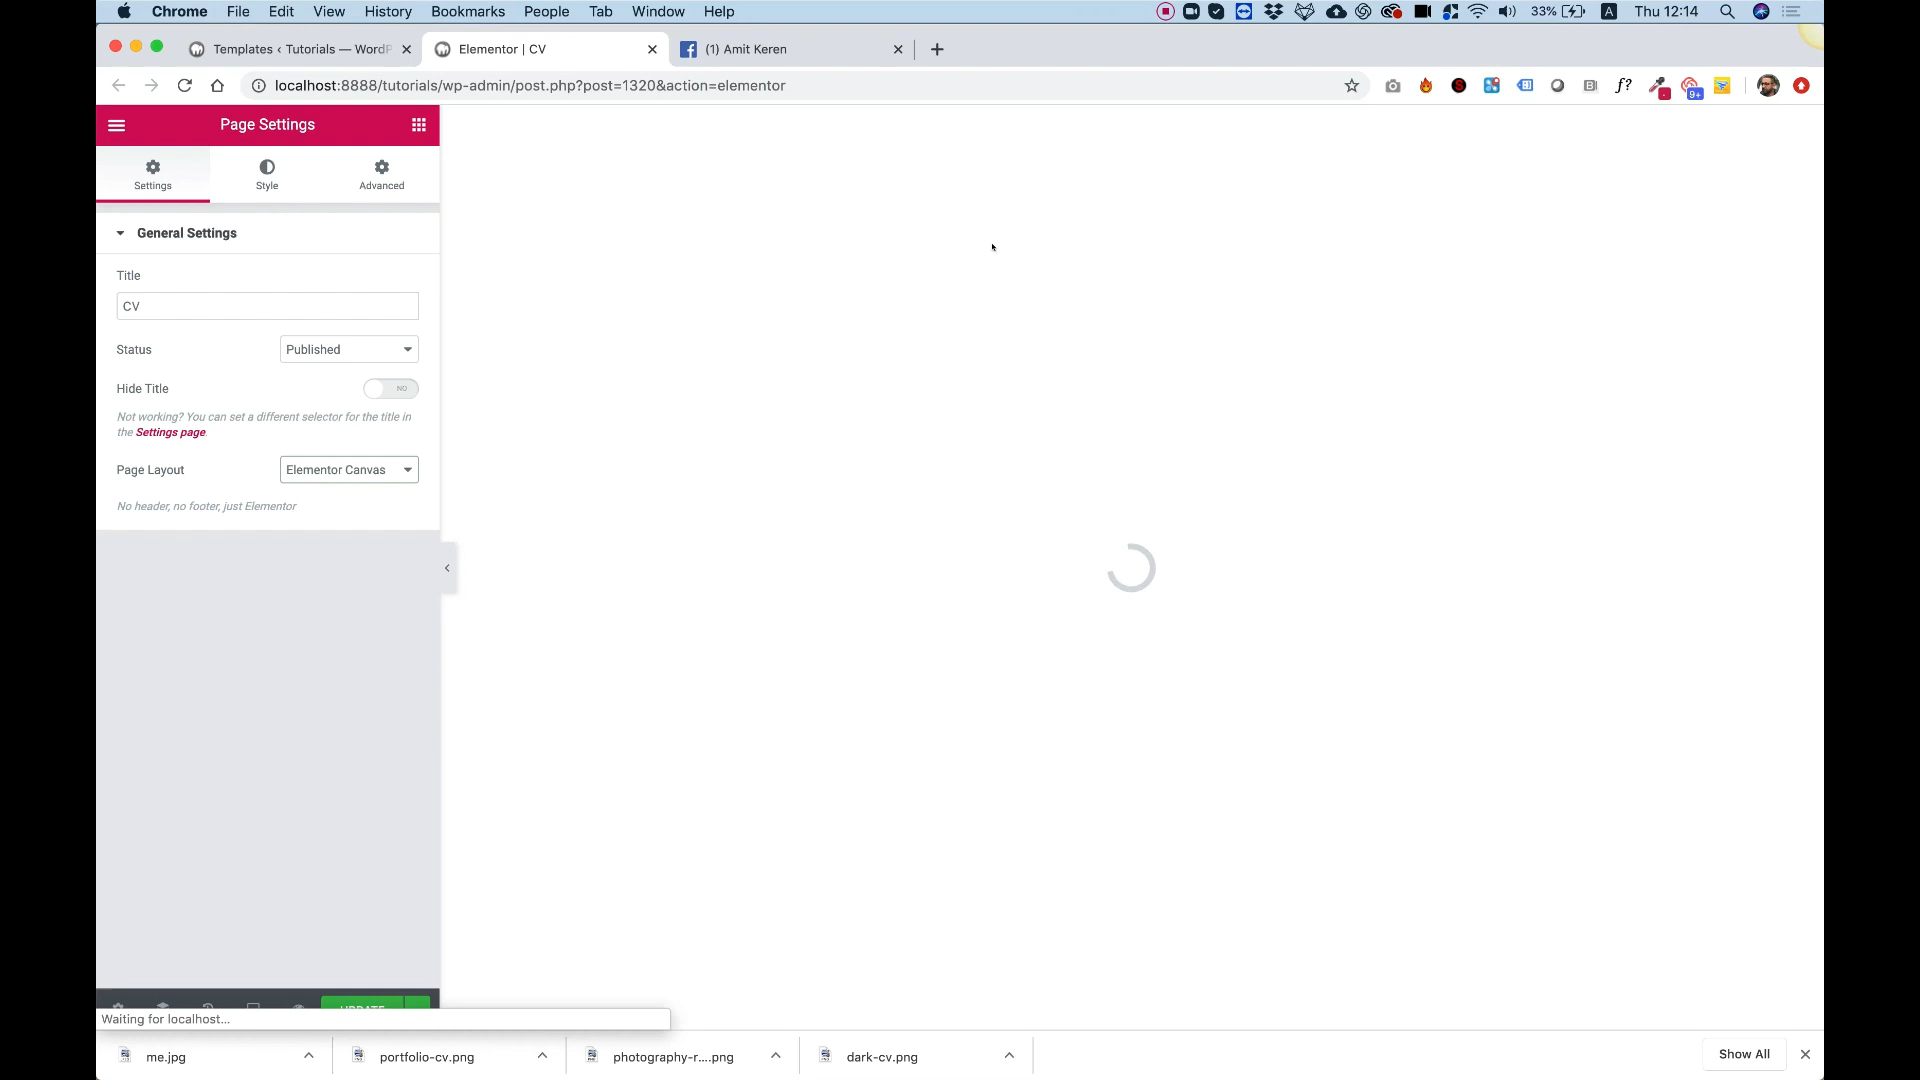 Chrome File Edit View History Bookmarks People Tab Window Help
33% A Thu 12:14
Templates ‹ Tutorials — WordP
Elementor | CV
(1) Amit Keren
localhost:8888/tutorials/wp-admin/post.php?post=1320&action=elementor
f?
9+
Page Settings
Settings
Style
Advanced
General Settings
Title
CV
Status
Published
Hide Title
NO
Not working? You can set a different selector for the title in
the Settings page.
Page Layout
Elementor Canvas
No header, no footer, just Elementor
UPDATE
Waiting for localhost...
me.jpg
portfolio-cv.png
photography-r....png
dark-cv.png
Show All